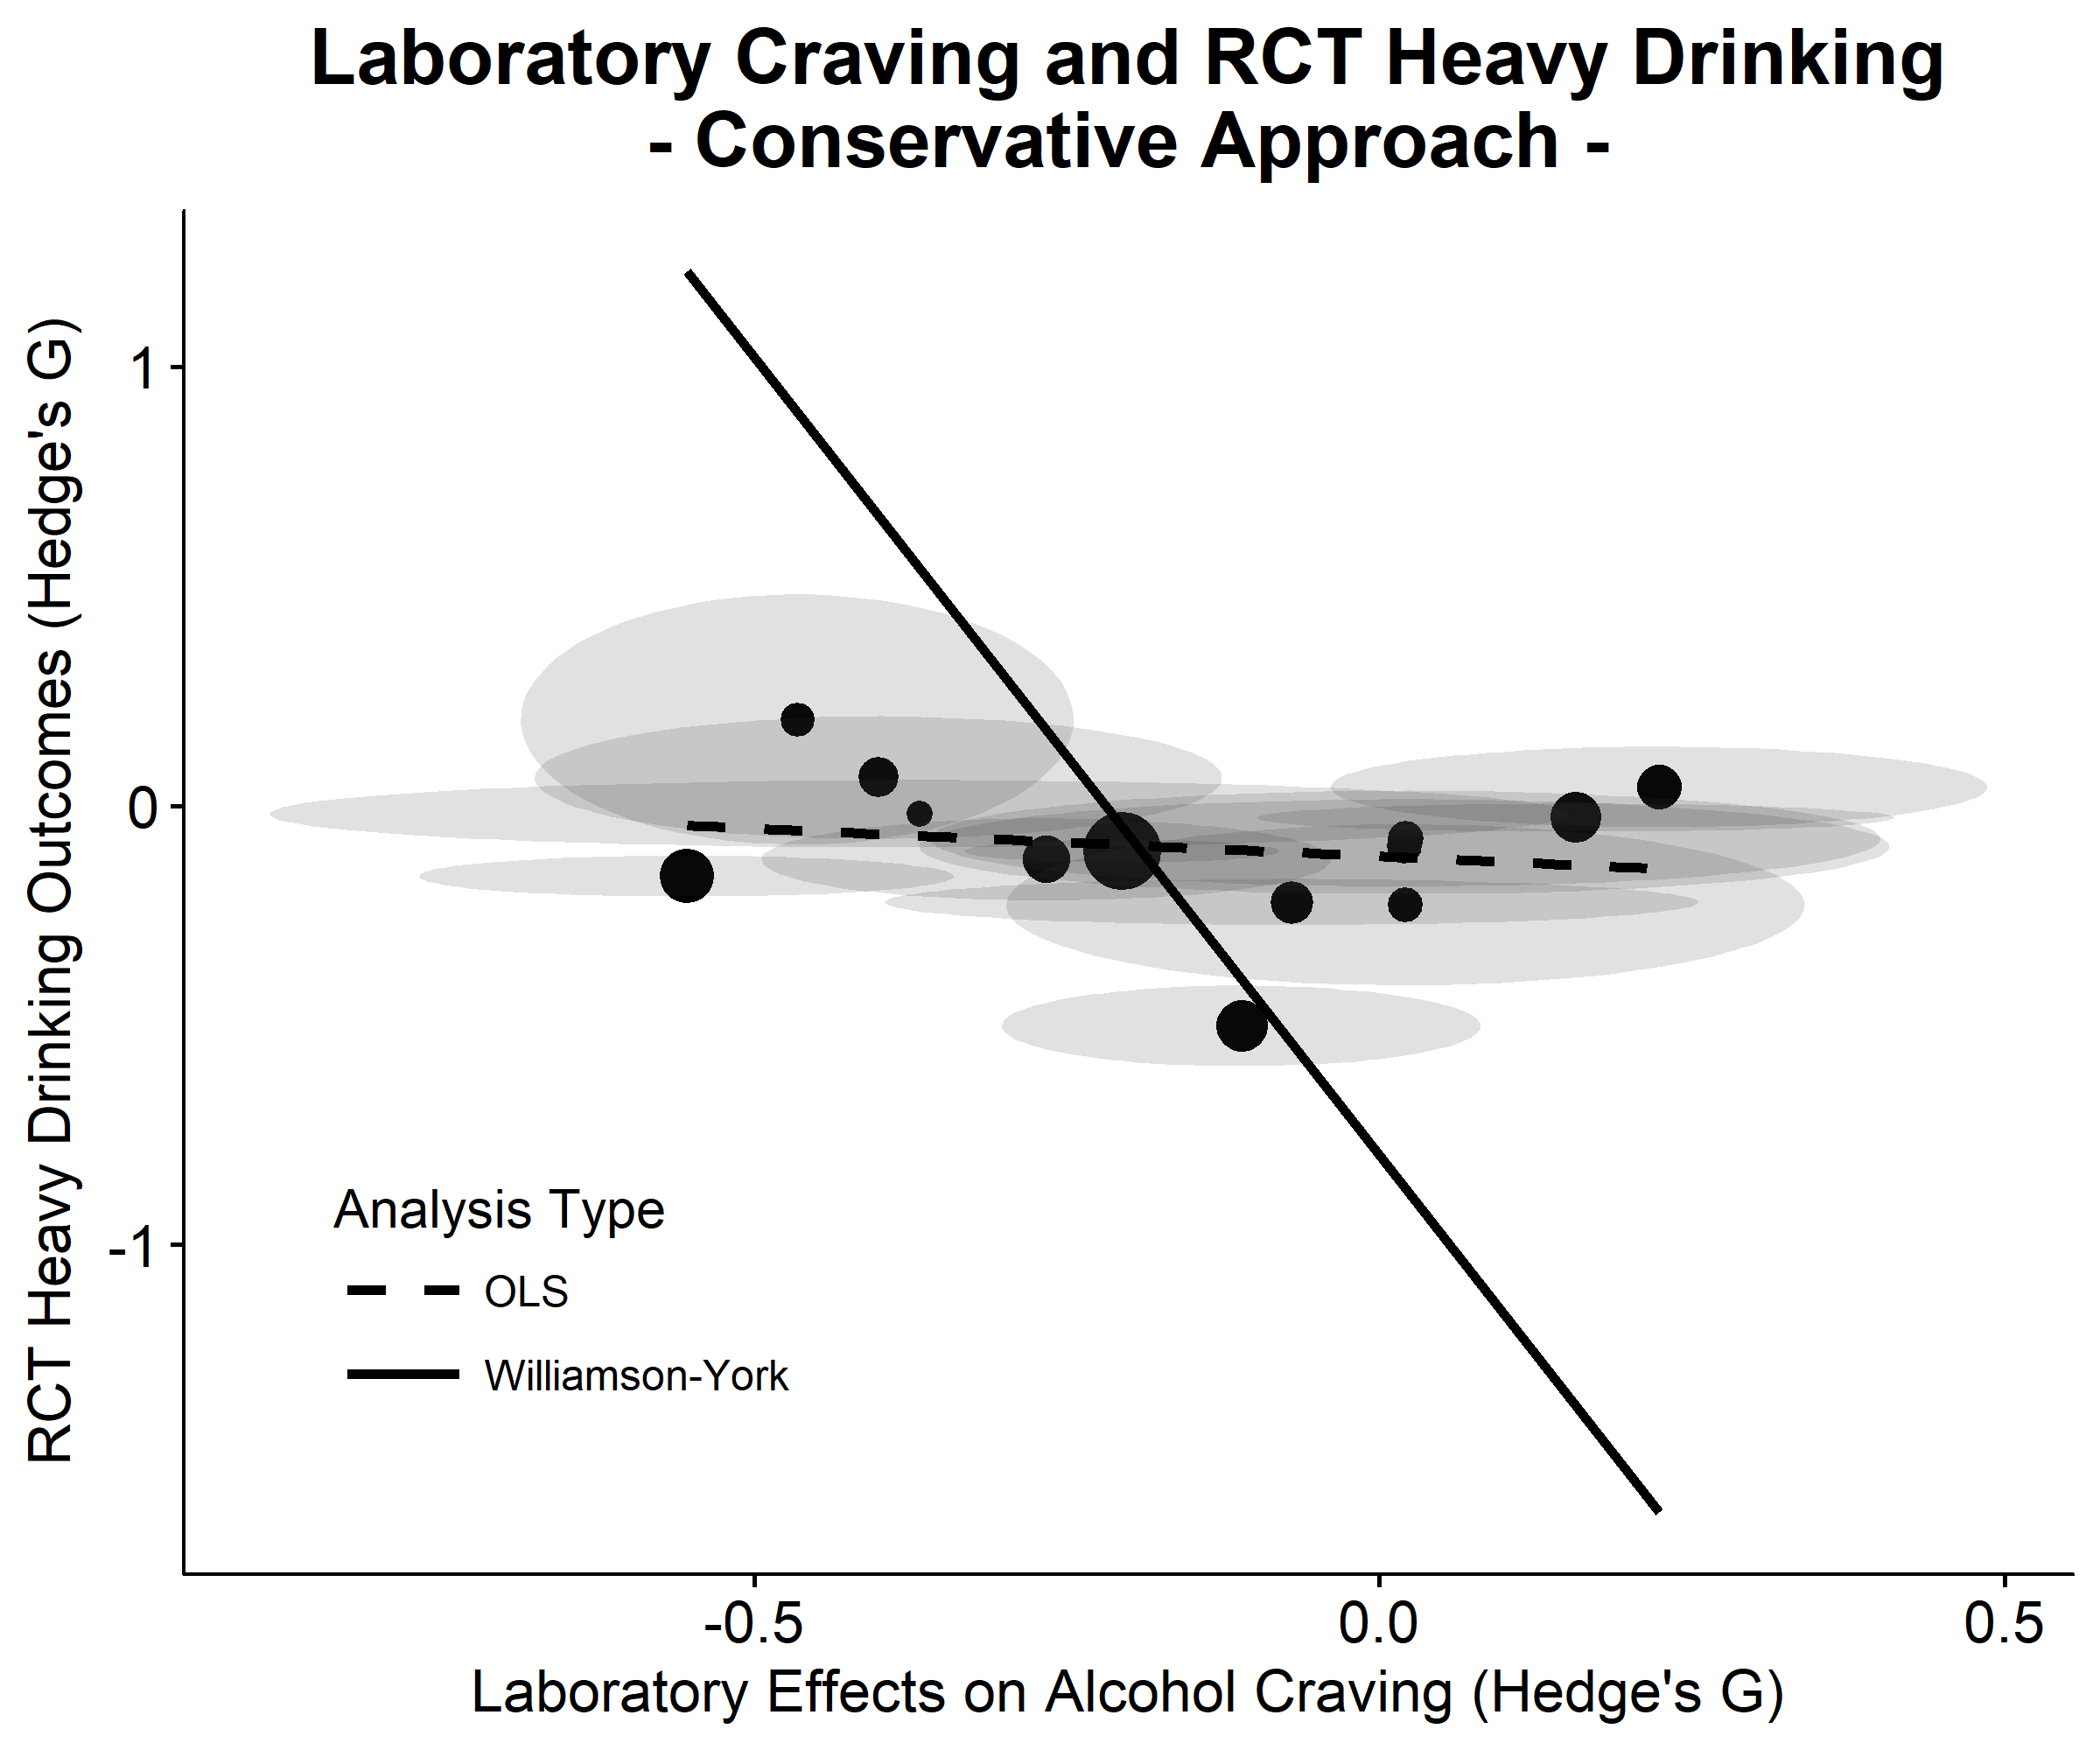 Laboratory Craving and RCT Heavy Drinking
- Conservative Approach -
RCT Heavy Drinking Outcomes (Hedge's G)
1
0
-1
Analysis Type
OLS
Williamson-York
-0.5
0.0
0.5
Laboratory Effects on Alcohol Craving (Hedge's G)